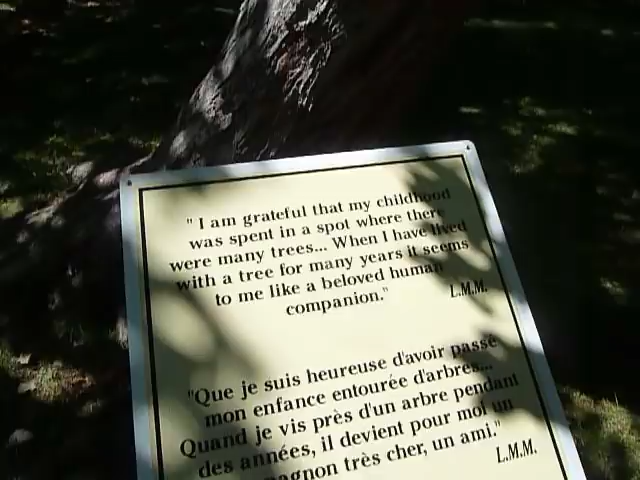 " I am grateful that my childhood
was spent in a spot where there
were many trees... When I have lived
with a tree for many years it seems
to me like a beloved human
companion."
L.M.M.
"Que je suis heureuse d'avoir passé
mon enfance entourée d'arbres...
Quand je vis près d'un arbre pendant
des années, il devient pour moi un
très cher, un ami."
L.M.M.